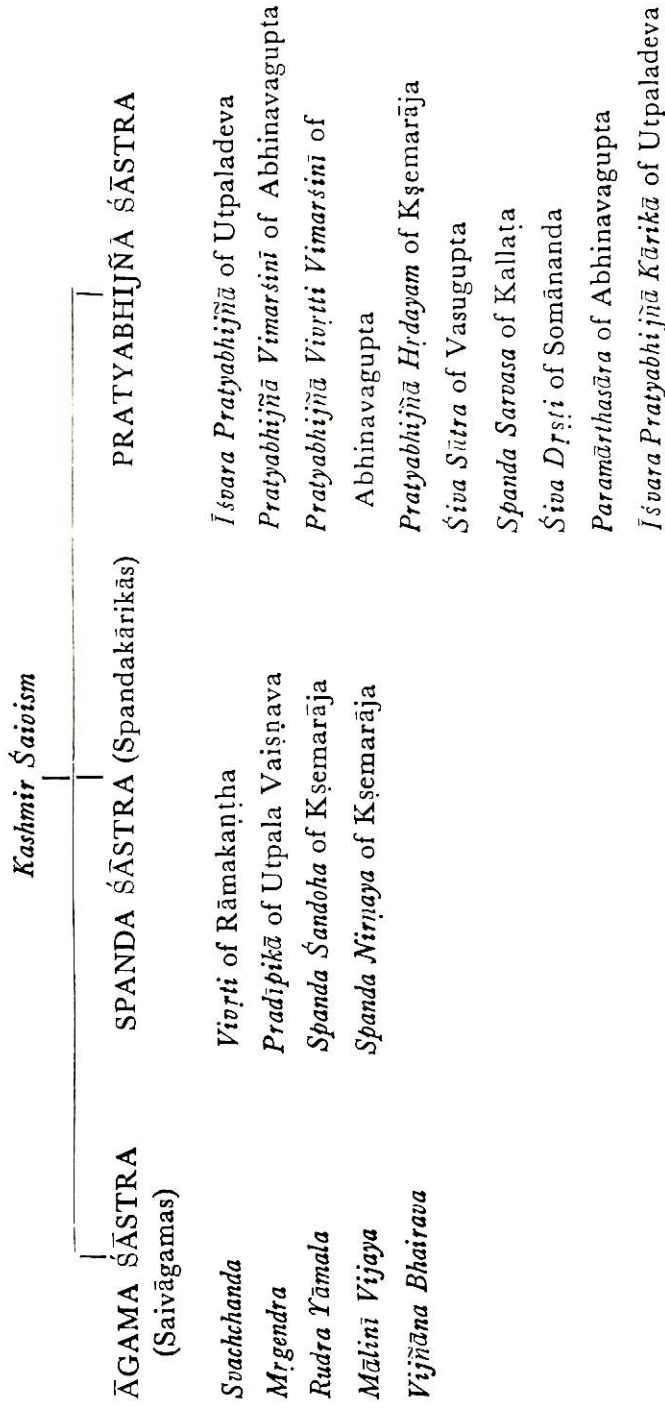 Kashmir Śaivism
ĀGAMA ŚĀSTRA
(Saivāgamas)
Svachchanda
Mṛgendra
Rudra Yāmala
Mālinī Vijaya
Vijñāna Bhairava
SPANDA ŚĀSTRA (Spandakārikās)
Vivṛti of Rāmakaṇṭha
Pradīpikā of Utpala Vaiṣṇava
Spanda Śandoha of Kṣemarāja
Spanda Nirṇaya of Kṣemarāja
PRATYABHIJÑĀ ŚĀSTRA
Īśvara Pratyabhijñā of Utpaladeva
Pratyabhijñā Vimarśinī of Abhinavagupta
Pratyabhijñā Vivṛtti Vimarśinī of
Abhinavagupta
Pratyabhijñā Hṛdayam of Kṣemarāja
Śiva Sūtra of Vasugupta
Spanda Sarvasa of Kallaṭa
Śiva Dṛṣṭi of Somānanda
Paramārthasāra of Abhinavagupta
Īśvara Pratyabhijñā Kārikā of Utpaladeva